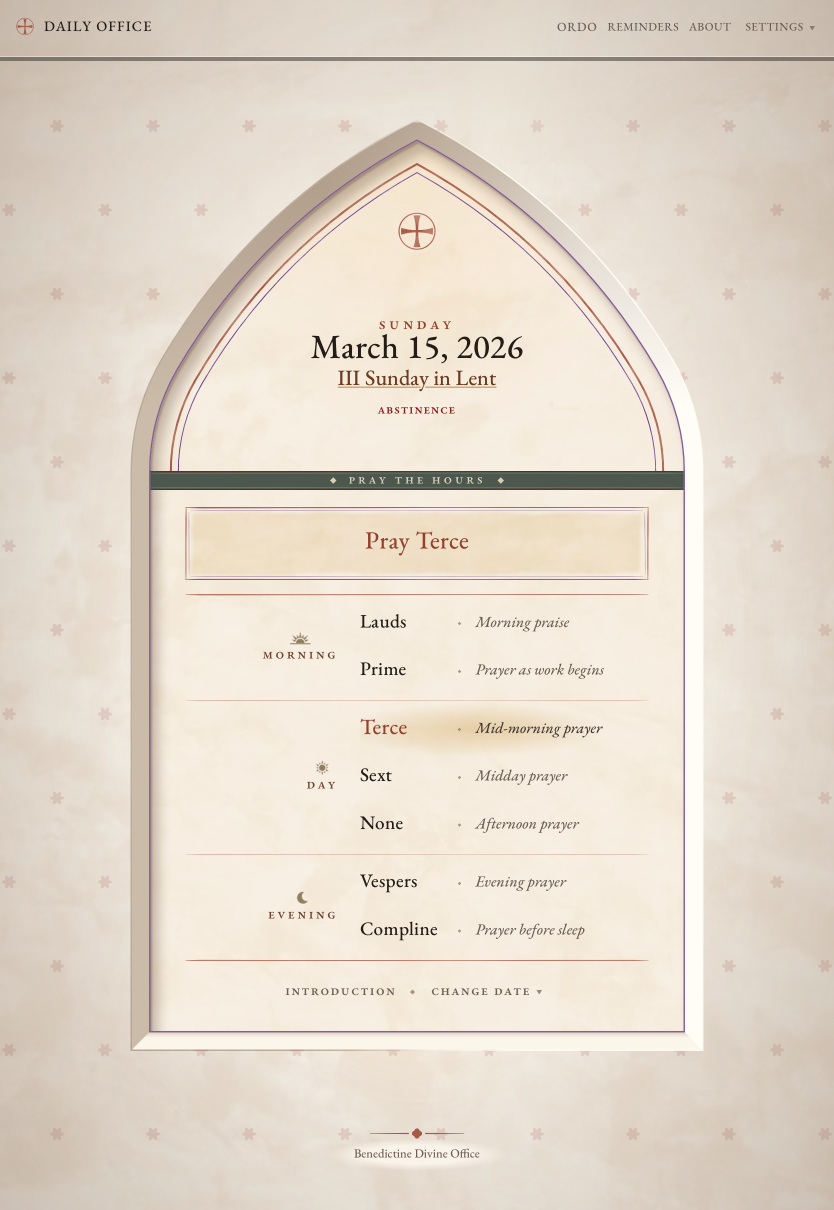 DAILY OFFICE
ORDO REMINDERS ABOUT SETTINGS ▾
SUNDAY
March 15, 2026
III Sunday in Lent
ABSTINENCE
◆ PRAY THE HOURS ◆
Pray Terce
MORNING
Lauds • Morning praise
Prime • Prayer as work begins
DAY
Terce • Mid-morning prayer
Sext • Midday prayer
None • Afternoon prayer
EVENING
Vespers • Evening prayer
Compline • Prayer before sleep
INTRODUCTION ◆ CHANGE DATE ▾
Benedictine Divine Office